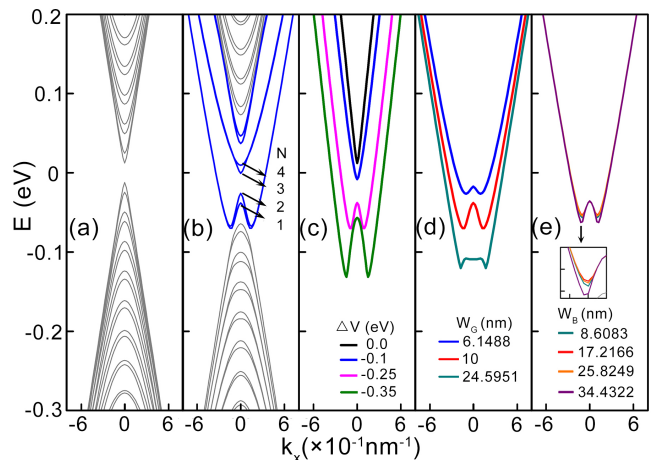 0.2
0.1
0
-0.1
-0.2
-0.3
E (eV)
(a)
(b)
(c)
(d)
(e)
N
4
3
2
1
△V (eV)
0.0
-0.1
-0.25
-0.35
W_G (nm)
6.1488
10
24.5951
W_B (nm)
8.6083
17.2166
25.8249
34.4322
-6 0 6 -6 0 6 -6 0 6 -6 0 6 -6 0 6
k_x(×10⁻¹nm⁻¹)